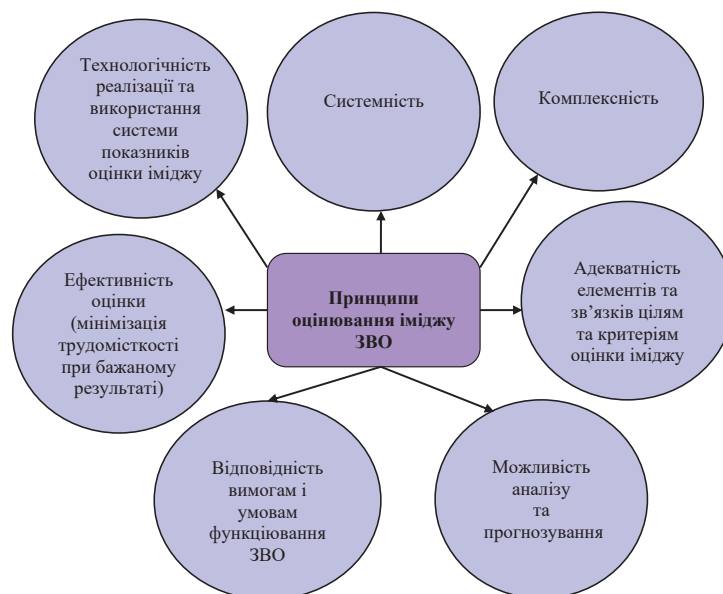 Технологічність
реалізації та
використання
системи
показників
оцінки іміджу
Системність
Комплексність
Ефективність
оцінки
(мінімізація
трудомісткості
при бажаному
результаті)
Принципи
оцінювання іміджу
ЗВО
Адекватність
елементів та
зв’язків цілям
та критеріям
оцінки іміджу
Відповідність
вимогам і
умовам
функціювання
ЗВО
Можливість
аналізу
та
прогнозування